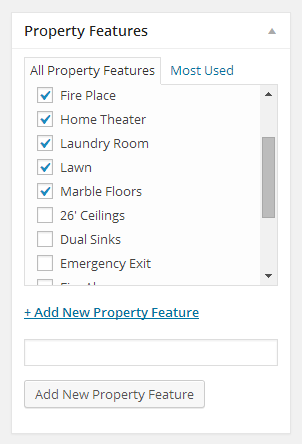 Property Features
All Property Features Most Used
Fire Place
Home Theater
Laundry Room
Lawn
Marble Floors
26' Ceilings
Dual Sinks
Emergency Exit
+ Add New Property Feature
Add New Property Feature